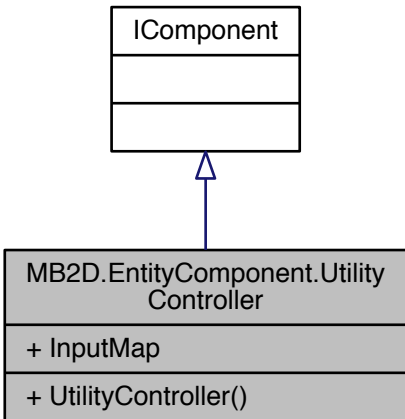 IComponent
MB2D.EntityComponent.Utility
Controller
+ InputMap
+ UtilityController()